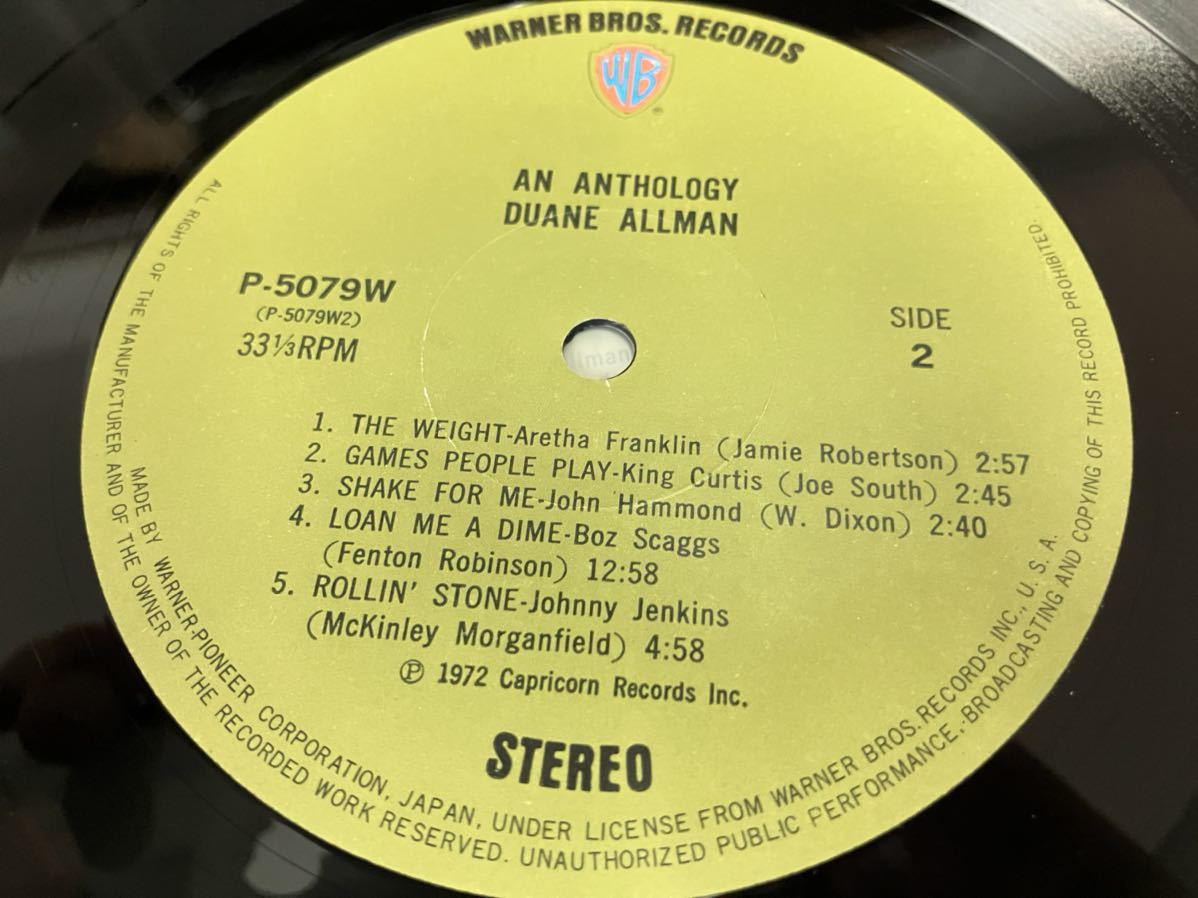 WARNER BROS. RECORDS
WB
AN ANTHOLOGY
DUANE ALLMAN
P-5079W
(P-5079W2)
33⅓RPM
SIDE
2
1. THE WEIGHT-Aretha Franklin (Jamie Robertson) 2:57
2. GAMES PEOPLE PLAY-King Curtis (Joe South) 2:45
3. SHAKE FOR ME-John Hammond (W. Dixon) 2:40
4. LOAN ME A DIME-Boz Scaggs
(Fenton Robinson) 12:58
5. ROLLIN' STONE-Johnny Jenkins
(McKinley Morganfield) 4:58
℗ 1972 Capricorn Records Inc.
STEREO
MADE BY WARNER-PIONEER CORPORATION, JAPAN, UNDER LICENSE FROM WARNER BROS. RECORDS INC., U. S. A.
ALL RIGHTS OF THE MANUFACTURER AND OF THE OWNER OF THE RECORDED WORK RESERVED. UNAUTHORIZED PUBLIC PERFORMANCE, BROADCASTING AND COPYING OF THIS RECORD PROHIBITED.